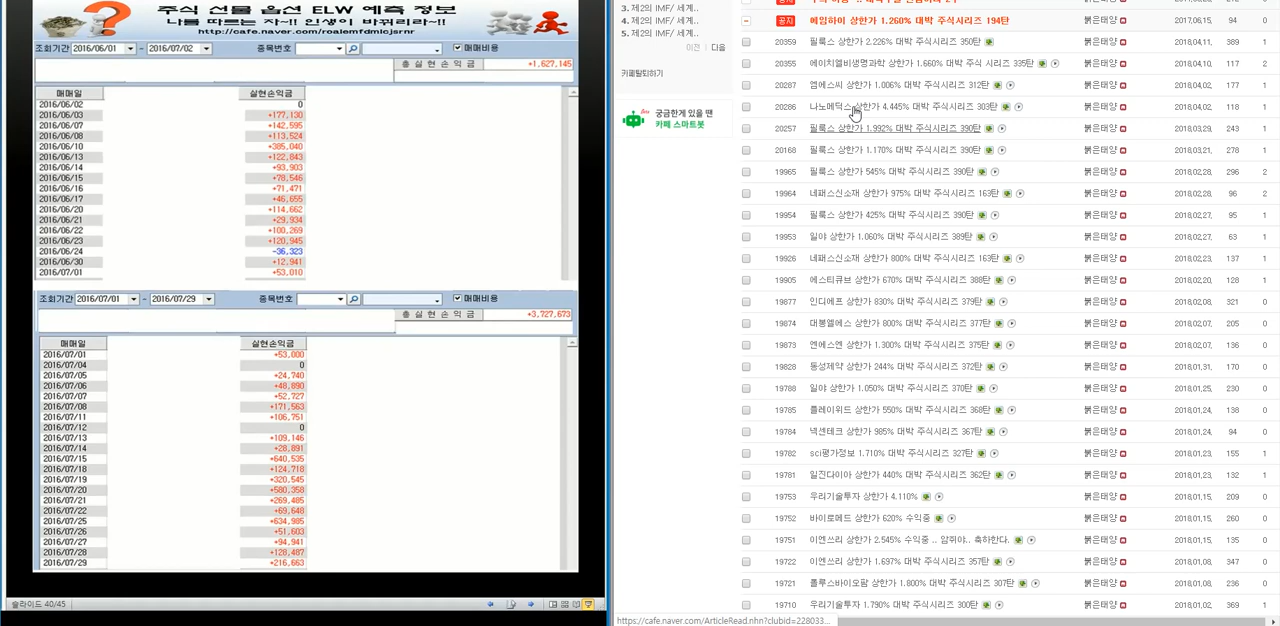 주식 선물 옵션 ELW 예측 정보
나를 따르는 자~!! 인생이 바뀌리라~!!
http://cafe.naver.com/roalemfdmlcjsrnr
조회기간 2016/06/01 - 2016/07/02 종목번호 매매비용
총 실 현 손 익 금 +1,627,145
매매일 실현손익금
2016/06/02 0
2016/06/03 +177,130
2016/06/07 +142,595
2016/06/08 +113,524
2016/06/10 +385,040
2016/06/13 +122,843
2016/06/14 +93,903
2016/06/15 +78,546
2016/06/16 +71,471
2016/06/17 +46,655
2016/06/20 +114,662
2016/06/21 +29,934
2016/06/22 +100,269
2016/06/23 +120,945
2016/06/24 -36,323
2016/06/30 +12,941
2016/07/01 +53,010
조회기간 2016/07/01 - 2016/07/29 종목번호 매매비용
총 실 현 손 익 금 +3,727,673
매매일 실현손익금
2016/07/01 +53,000
2016/07/04 0
2016/07/05 +24,740
2016/07/06 +48,890
2016/07/07 +52,727
2016/07/08 +171,563
2016/07/11 +106,751
2016/07/12 0
2016/07/13 +109,146
2016/07/14 +28,891
2016/07/15 +640,535
2016/07/18 +124,718
2016/07/19 +320,545
2016/07/20 +580,358
2016/07/21 +269,485
2016/07/22 +69,648
2016/07/25 +634,985
2016/07/26 +51,603
2016/07/27 +94,941
2016/07/28 +128,487
2016/07/29 +216,663
슬라이드 40/45
4. 제2의 IMF/ 세계..
5. 제2의 IMF/ 세계..
이전 다음
카페탈퇴하기
궁금한게 있을 땐
카페 스마트봇
공지 에임하이 상한가 1.260% 대박 주식시리즈 194탄 붉은태양 2017.06.15. 94 0
20359 필룩스 상한가 2.226% 대박 주식시리즈 350탄 붉은태양 2018.04.11. 389 1
20355 에이치엘비생명과학 상한가 1.660% 대박 주식 시리즈 335탄 붉은태양 2018.04.10. 117 2
20287 엠에스씨 상한가 1.006% 대박 주식시리즈 312탄 붉은태양 2018.04.02. 177 1
20286 나노메딕스 상한가 4.445% 대박 주식시리즈 303탄 붉은태양 2018.04.02. 118 1
20257 필룩스 상한가 1.992% 대박 주식시리즈 390탄 붉은태양 2018.03.29. 243 1
20168 필룩스 상한가 1.170% 대박 주식시리즈 390탄 붉은태양 2018.03.21. 278 1
19965 필룩스 상한가 545% 대박 주식시리즈 390탄 붉은태양 2018.02.28. 296 2
19964 네패스신소재 상한가 975% 대박 주식시리즈 163탄 붉은태양 2018.02.28. 96 2
19954 필룩스 상한가 425% 대박 주식시리즈 390탄 붉은태양 2018.02.27. 95 1
19953 일야 상한가 1.060% 대박 주식시리즈 389탄 붉은태양 2018.02.27. 63 1
19926 네패스신소재 상한가 800% 대박 주식시리즈 163탄 붉은태양 2018.02.23. 137 1
19905 에스티큐브 상한가 670% 대박 주식시리즈 388탄 붉은태양 2018.02.20. 128 1
19877 인디에프 상한가 830% 대박 주식시리즈 379탄 붉은태양 2018.02.08. 321 0
19874 대봉엘에스 상한가 800% 대박 주식시리즈 377탄 붉은태양 2018.02.07. 205 0
19873 엔에스엔 상한가 1.300% 대박 주식시리즈 375탄 붉은태양 2018.02.07. 136 0
19828 동성제약 상한가 244% 대박 주식시리즈 372탄 붉은태양 2018.01.31. 170 0
19788 일야 상한가 1.050% 대박 주식시리즈 370탄 붉은태양 2018.01.25. 230 0
19785 플레이위드 상한가 550% 대박 주식시리즈 368탄 붉은태양 2018.01.24. 138 0
19784 넥센테크 상한가 985% 대박 주식시리즈 367탄 붉은태양 2018.01.24. 94 0
19782 sci평가정보 1.710% 대박 주식시리즈 327탄 붉은태양 2018.01.23. 155 1
19781 일진다이아 상한가 440% 대박 주식시리즈 362탄 붉은태양 2018.01.23. 132 1
19753 우리기술투자 상한가 4.110% 붉은태양 2018.01.15. 209 0
19752 바이로메드 상한가 620% 수익중 붉은태양 2018.01.15. 260 0
19751 이엔쓰리 상한가 2.545% 수익중 .. 암쥐야.. 축하한다. 붉은태양 2018.01.15. 135 0
19722 이엔쓰리 상한가 1.697% 대박 주식시리즈 357탄 붉은태양 2018.01.08. 347 0
19721 플루스바이오팜 상한가 1.800% 대박 주식시리즈 307탄 붉은태양 2018.01.08. 236 0
19710 우리기술투자 1.790% 대박 주식시리즈 300탄 붉은태양 2018.01.02. 369 1
https://cafe.naver.com/ArticleRead.nhn?clubid=228033...